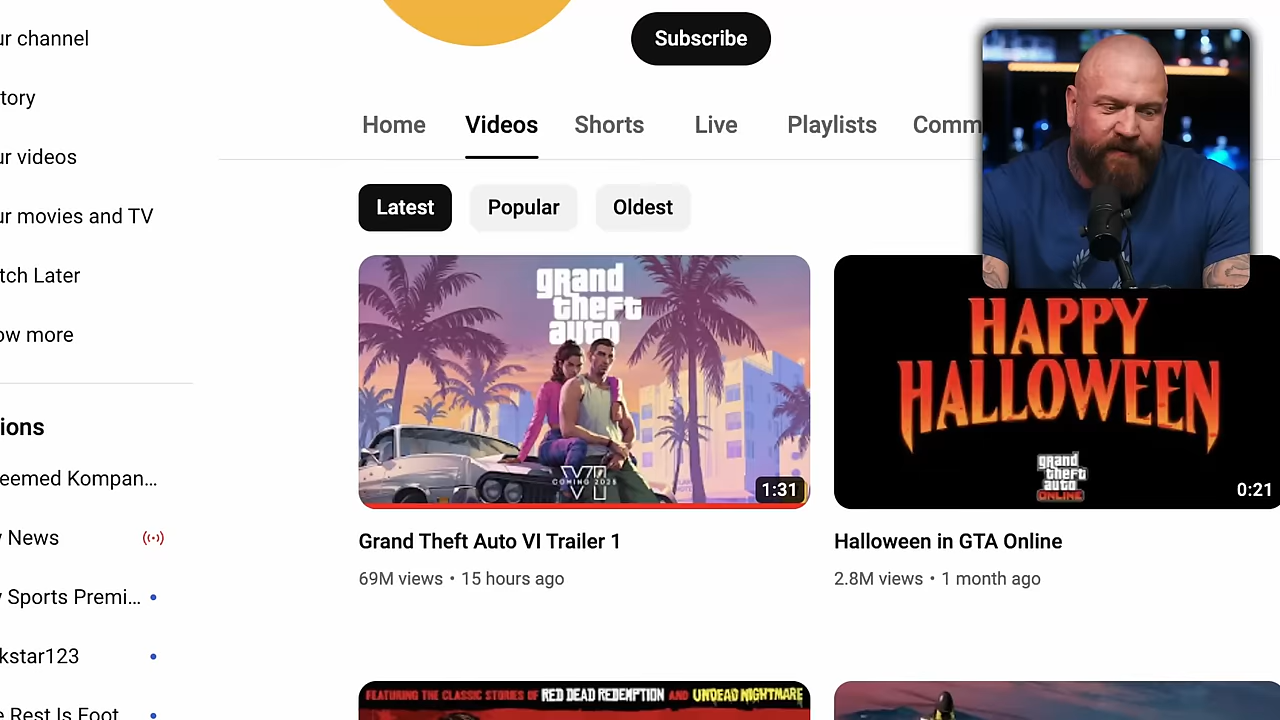 ur channel
tory
ur videos
ur movies and TV
tch Later
ow more
ions
eemed Kompan...
y News
y Sports Premi...
kstar123
e Rest Is Foot
Subscribe
Home Videos Shorts Live Playlists Comm
Latest Popular Oldest
grand
theft
auto
VI
COMING 2025
1:31
Grand Theft Auto VI Trailer 1
69M views • 15 hours ago
HAPPY
HALLOWEEN
grand
theft
auto
ONLINE
0:21
Halloween in GTA Online
2.8M views • 1 month ago
FEATURING THE CLASSIC STORIES OF RED DEAD REDEMPTION AND UNDEAD NIGHTMARE